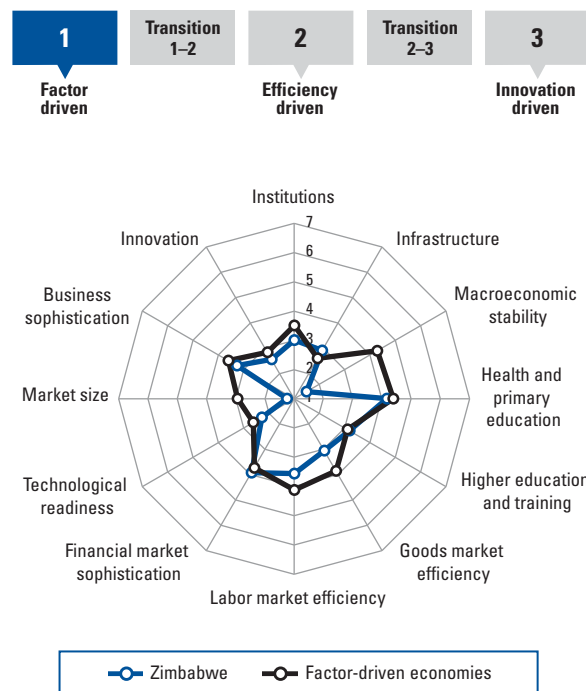 1
Transition
1–2
2
Transition
2–3
3
Factor
driven
Efficiency
driven
Innovation
driven
Institutions
7
Innovation
6
Infrastructure
5
Business
sophistication
4
Macroeconomic
stability
3
2
Market size
1
Health and
primary
education
Technological
readiness
Higher education
and training
Financial market
sophistication
Goods market
efficiency
Labor market efficiency
Zimbabwe
Factor-driven economies